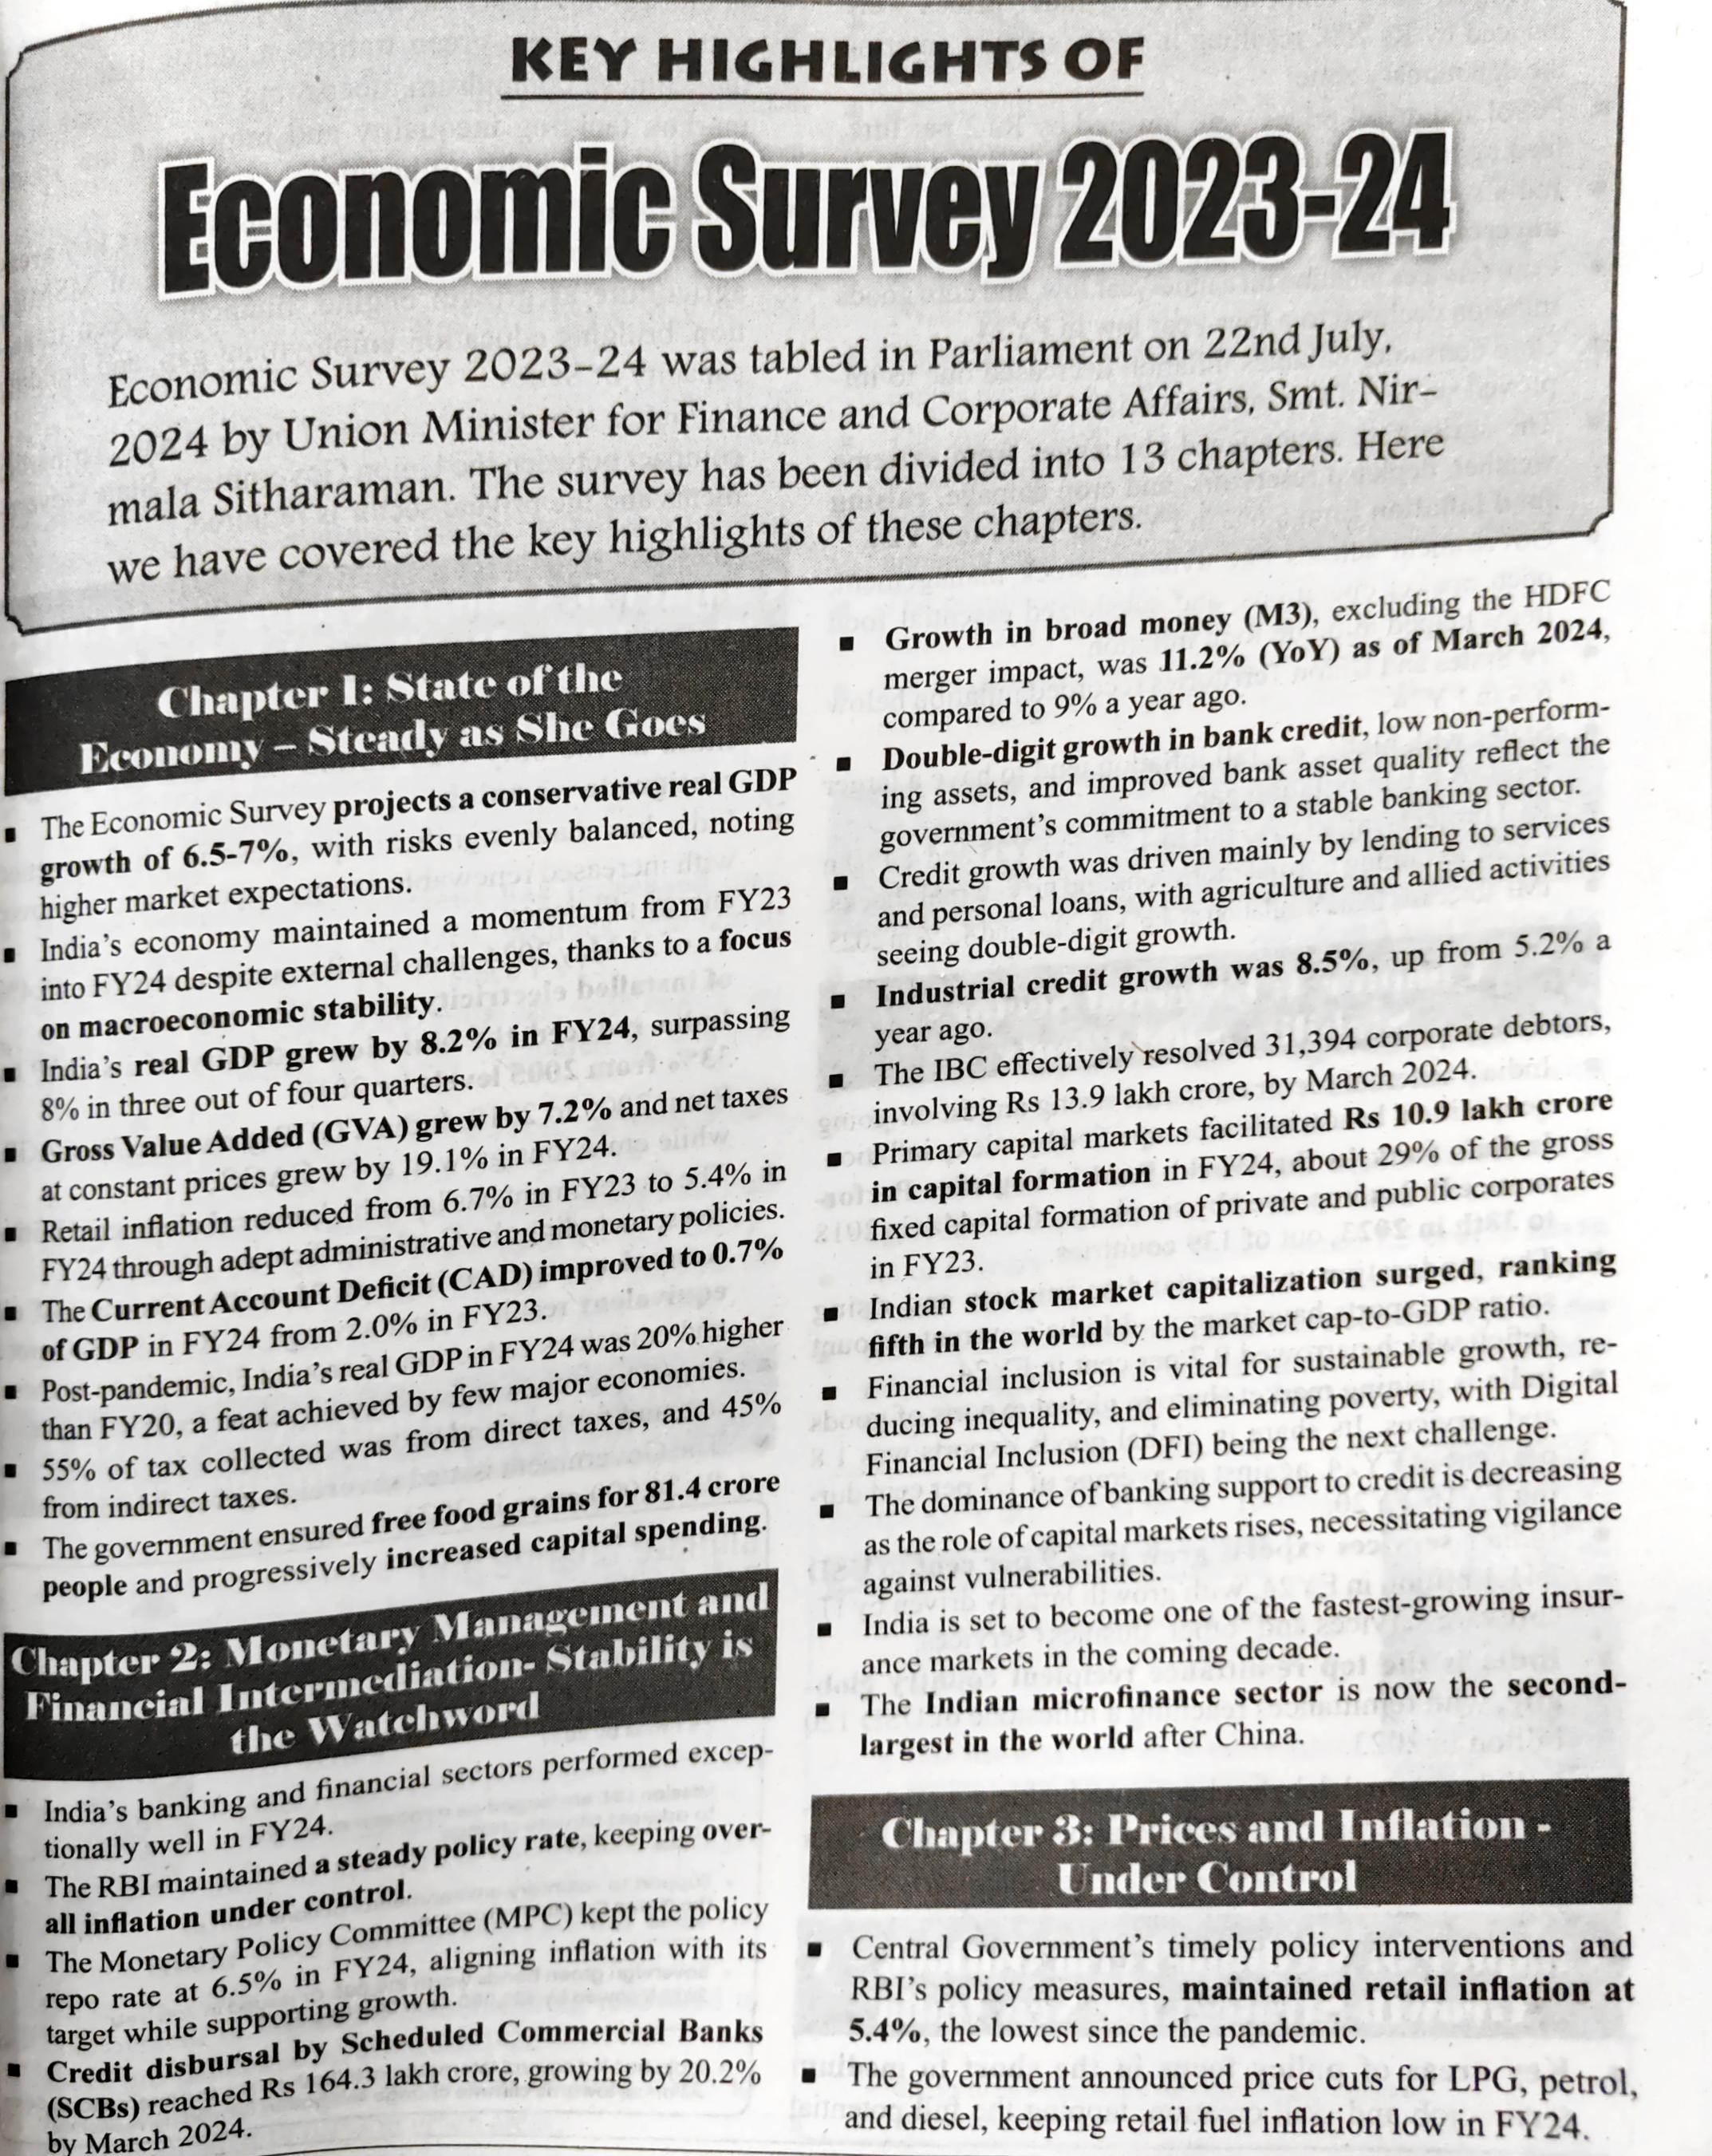 KEY HIGHLIGHTS OF
Economic Survey 2023-24
Economic Survey 2023-24 was tabled in Parliament on 22nd July,
2024 by Union Minister for Finance and Corporate Affairs, Smt. Nir-
mala Sitharaman. The survey has been divided into 13 chapters. Here
we have covered the key highlights of these chapters.
Chapter 1: State of the
Economy – Steady as She Goes
■ The Economic Survey projects a conservative real GDP
growth of 6.5-7%, with risks evenly balanced, noting
higher market expectations.
■ India's economy maintained a momentum from FY23
into FY24 despite external challenges, thanks to a focus
on macroeconomic stability.
■ India's real GDP grew by 8.2% in FY24, surpassing
8% in three out of four quarters.
■ Gross Value Added (GVA) grew by 7.2% and net taxes
at constant prices grew by 19.1% in FY24.
■ Retail inflation reduced from 6.7% in FY23 to 5.4% in
FY24 through adept administrative and monetary policies.
■ The Current Account Deficit (CAD) improved to 0.7%
of GDP in FY24 from 2.0% in FY23.
■ Post-pandemic, India's real GDP in FY24 was 20% higher
than FY20, a feat achieved by few major economies.
■ 55% of tax collected was from direct taxes, and 45%
from indirect taxes.
■ The government ensured free food grains for 81.4 crore
people and progressively increased capital spending.
Chapter 2: Monetary Management and
Financial Intermediation- Stability is
the Watchword
■ India's banking and financial sectors performed excep-
tionally well in FY24.
■ The RBI maintained a steady policy rate, keeping over-
all inflation under control.
■ The Monetary Policy Committee (MPC) kept the policy
repo rate at 6.5% in FY24, aligning inflation with its
target while supporting growth.
■ Credit disbursal by Scheduled Commercial Banks
(SCBs) reached Rs 164.3 lakh crore, growing by 20.2%
by March 2024.
■ Growth in broad money (M3), excluding the HDFC
merger impact, was 11.2% (YoY) as of March 2024,
compared to 9% a year ago.
■ Double-digit growth in bank credit, low non-perform-
ing assets, and improved bank asset quality reflect the
government's commitment to a stable banking sector.
■ Credit growth was driven mainly by lending to services
and personal loans, with agriculture and allied activities
seeing double-digit growth.
■ Industrial credit growth was 8.5%, up from 5.2% a
year ago.
■ The IBC effectively resolved 31,394 corporate debtors,
involving Rs 13.9 lakh crore, by March 2024.
■ Primary capital markets facilitated Rs 10.9 lakh crore
in capital formation in FY24, about 29% of the gross
fixed capital formation of private and public corporates
in FY23.
■ Indian stock market capitalization surged, ranking
fifth in the world by the market cap-to-GDP ratio.
■ Financial inclusion is vital for sustainable growth, re-
ducing inequality, and eliminating poverty, with Digital
Financial Inclusion (DFI) being the next challenge.
■ The dominance of banking support to credit is decreasing
as the role of capital markets rises, necessitating vigilance
against vulnerabilities.
■ India is set to become one of the fastest-growing insur-
ance markets in the coming decade.
■ The Indian microfinance sector is now the second-
largest in the world after China.
Chapter 3: Prices and Inflation -
Under Control
■ Central Government's timely policy interventions and
RBI's policy measures, maintained retail inflation at
5.4%, the lowest since the pandemic.
■ The government announced price cuts for LPG, petrol,
and diesel, keeping retail fuel inflation low in FY24.